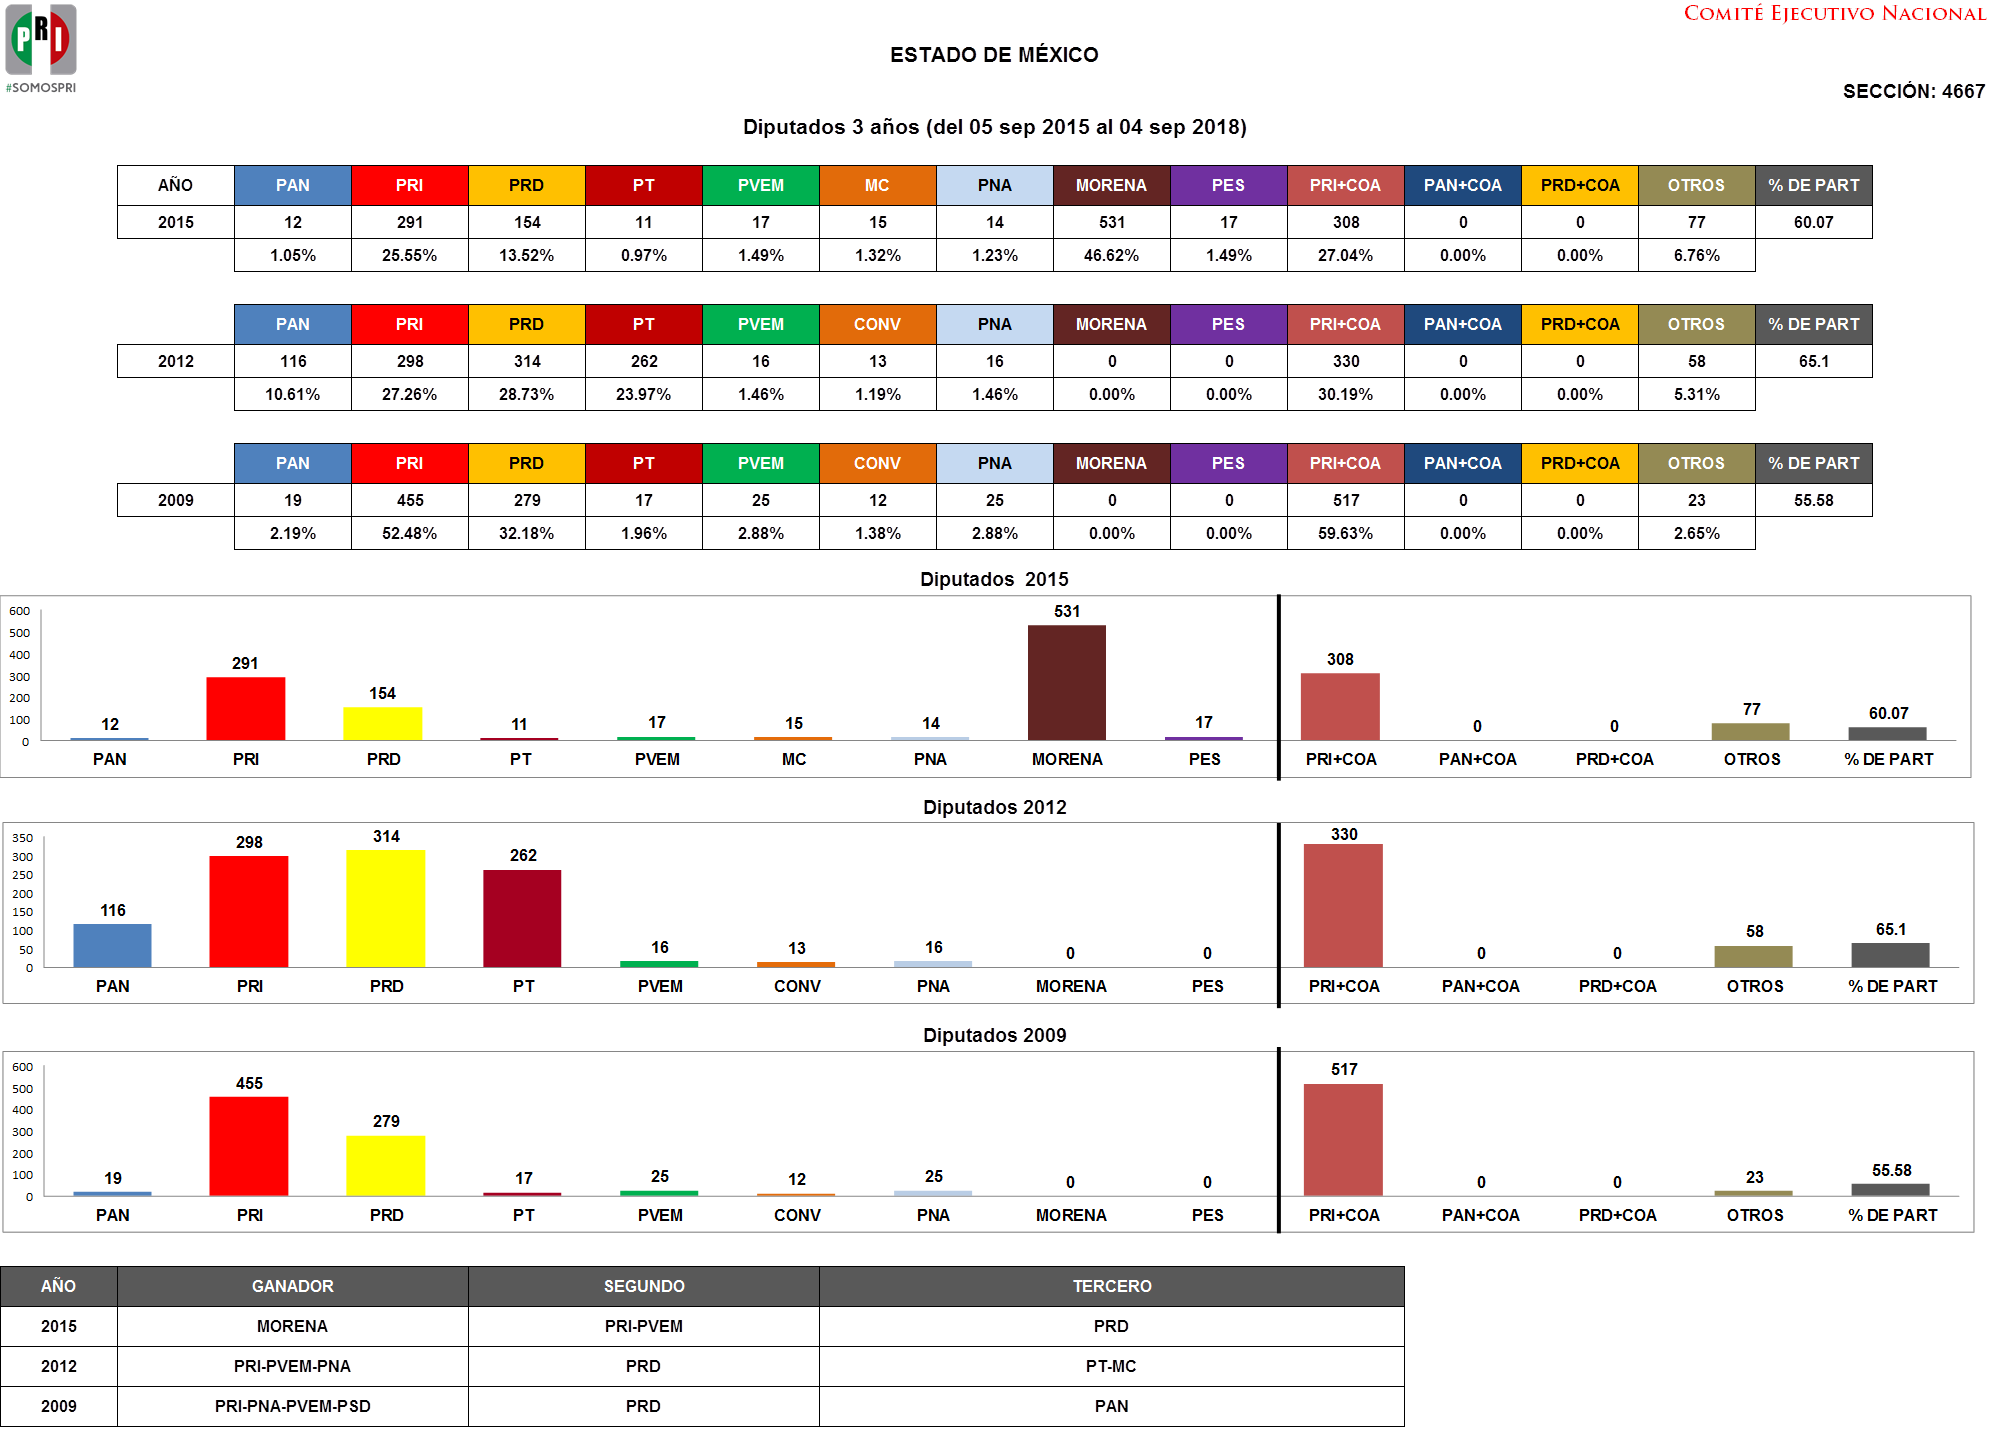 PRI
#SOMOSPRI
COMITÉ EJECUTIVO NACIONAL
ESTADO DE MÉXICO
SECCIÓN: 4667
Diputados 3 años (del 05 sep 2015 al 04 sep 2018)
AÑO PAN PRI PRD PT PVEM MC PNA MORENA PES PRI+COA PAN+COA PRD+COA OTROS % DE PART
2015 12 291 154 11 17 15 14 531 17 308 0 0 77 60.07
1.05% 25.55% 13.52% 0.97% 1.49% 1.32% 1.23% 46.62% 1.49% 27.04% 0.00% 0.00% 6.76%
PAN PRI PRD PT PVEM CONV PNA MORENA PES PRI+COA PAN+COA PRD+COA OTROS % DE PART
2012 116 298 314 262 16 13 16 0 0 330 0 0 58 65.1
10.61% 27.26% 28.73% 23.97% 1.46% 1.19% 1.46% 0.00% 0.00% 30.19% 0.00% 0.00% 5.31%
PAN PRI PRD PT PVEM CONV PNA MORENA PES PRI+COA PAN+COA PRD+COA OTROS % DE PART
2009 19 455 279 17 25 12 25 0 0 517 0 0 23 55.58
2.19% 52.48% 32.18% 1.96% 2.88% 1.38% 2.88% 0.00% 0.00% 59.63% 0.00% 0.00% 2.65%
Diputados 2015
600
500
400
300
200
100
0
12 291 154 11 17 15 14 531 17 308 0 0 77 60.07
PAN PRI PRD PT PVEM MC PNA MORENA PES PRI+COA PAN+COA PRD+COA OTROS % DE PART
Diputados 2012
350
300
250
200
150
100
50
0
116 298 314 262 16 13 16 0 0 330 0 0 58 65.1
PAN PRI PRD PT PVEM CONV PNA MORENA PES PRI+COA PAN+COA PRD+COA OTROS % DE PART
Diputados 2009
600
500
400
300
200
100
0
19 455 279 17 25 12 25 0 0 517 0 0 23 55.58
PAN PRI PRD PT PVEM CONV PNA MORENA PES PRI+COA PAN+COA PRD+COA OTROS % DE PART
AÑO GANADOR SEGUNDO TERCERO
2015 MORENA PRI-PVEM PRD
2012 PRI-PVEM-PNA PRD PT-MC
2009 PRI-PNA-PVEM-PSD PRD PAN